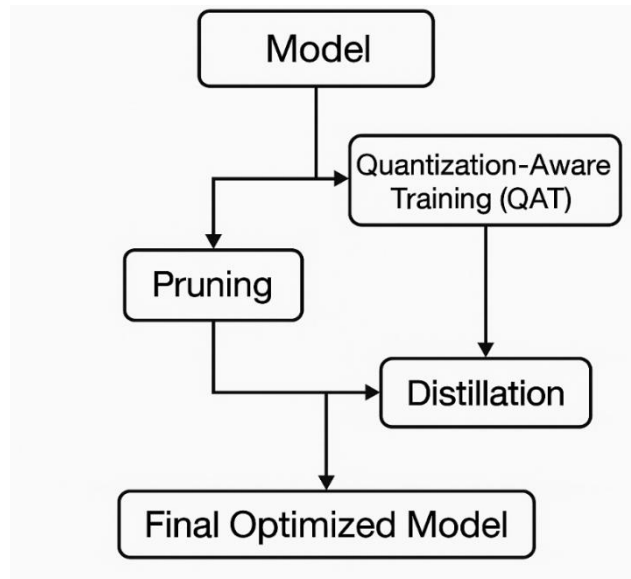 Model
Quantization-Aware
Training (QAT)
Pruning
Distillation
Final Optimized Model